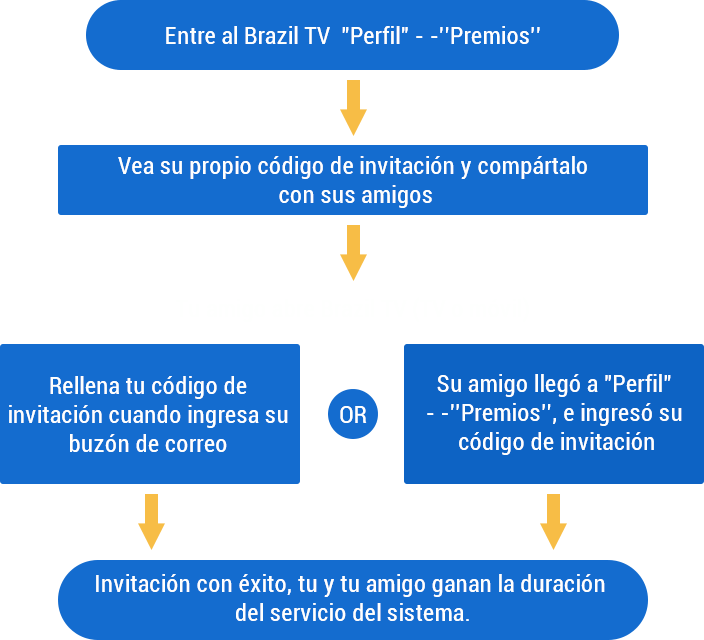 Entre al Brazil TV  "Perfil" - -''Premios''
Vea su propio código de invitación y compártalo
con sus amigos
Rellena tu código de
invitación cuando ingresa su
buzón de correo
OR
Su amigo llegó a "Perfil"
- -''Premios'', e ingresó su
código de invitación
Invitación con éxito, tu y tu amigo ganan la duración
del servicio del sistema.